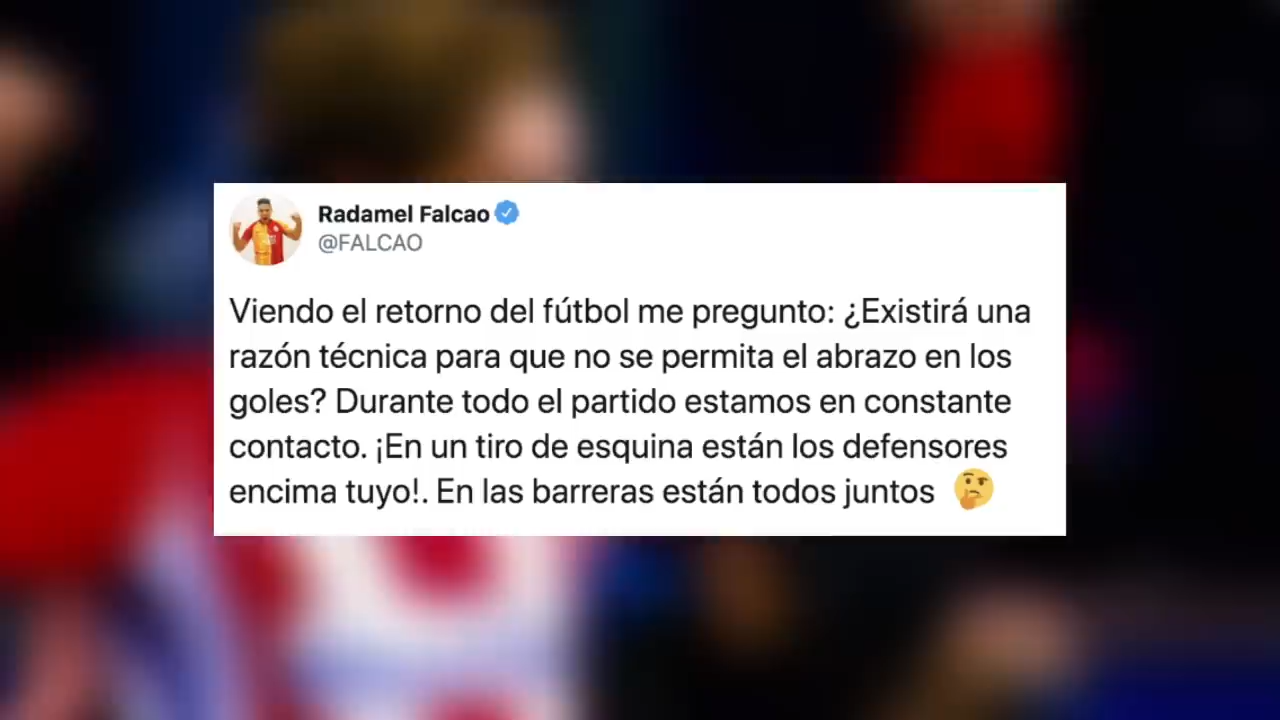 Radamel Falcao
@FALCAO
Viendo el retorno del fútbol me pregunto: ¿Existirá una
razón técnica para que no se permita el abrazo en los
goles? Durante todo el partido estamos en constante
contacto. ¡En un tiro de esquina están los defensores
encima tuyo!. En las barreras están todos juntos 🤔